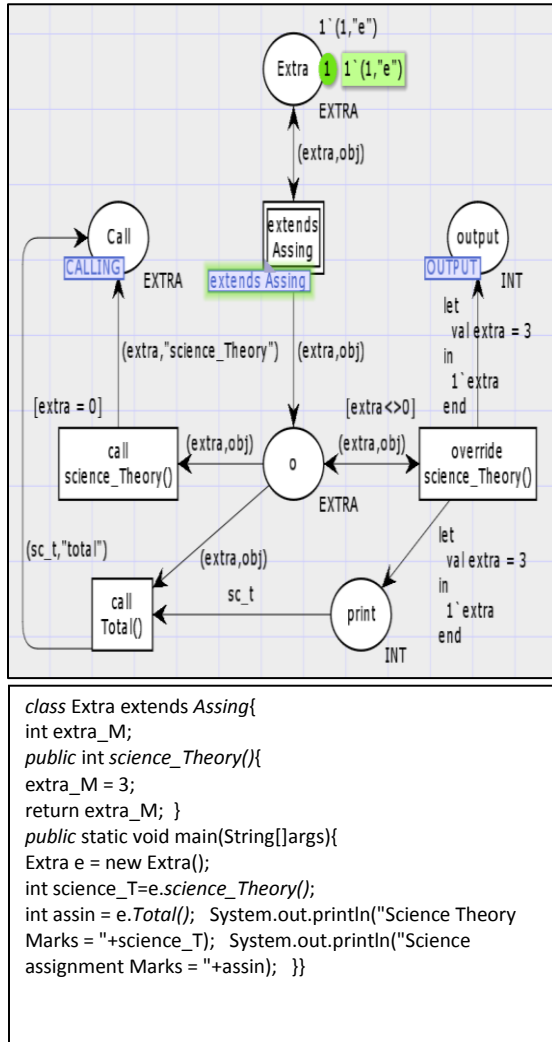 1`(1,"e")
Extra
1
1`(1,"e")
EXTRA
(extra,obj)
Call
CALLING
EXTRA
extends
Assing
extends Assing
output
OUTPUT
INT
(extra,"science_Theory")
(extra,obj)
let
val extra = 3
in
1`extra
end
[extra = 0]
[extra<>0]
call
science_Theory()
(extra,obj)
o
EXTRA
(extra,obj)
override
science_Theory()
(sc_t,"total")
(extra,obj)
call
Total()
sc_t
print
INT
let
val extra = 3
in
1`extra
end
class Extra extends Assing{
int extra_M;
public int science_Theory(){
extra_M = 3;
return extra_M; }
public static void main(String[]args){
Extra e = new Extra();
int science_T=e.science_Theory();
int assin = e.Total(); System.out.println("Science Theory
Marks = "+science_T); System.out.println("Science
assignment Marks = "+assin); }}